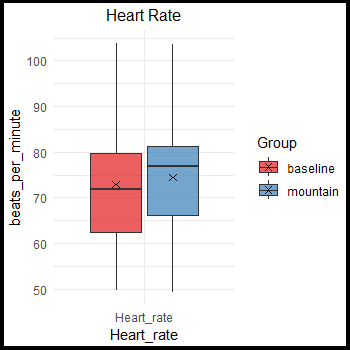 Heart Rate
beats_per_minute
100
90
80
70
60
50
Heart_rate
Heart_rate
Group
baseline
mountain